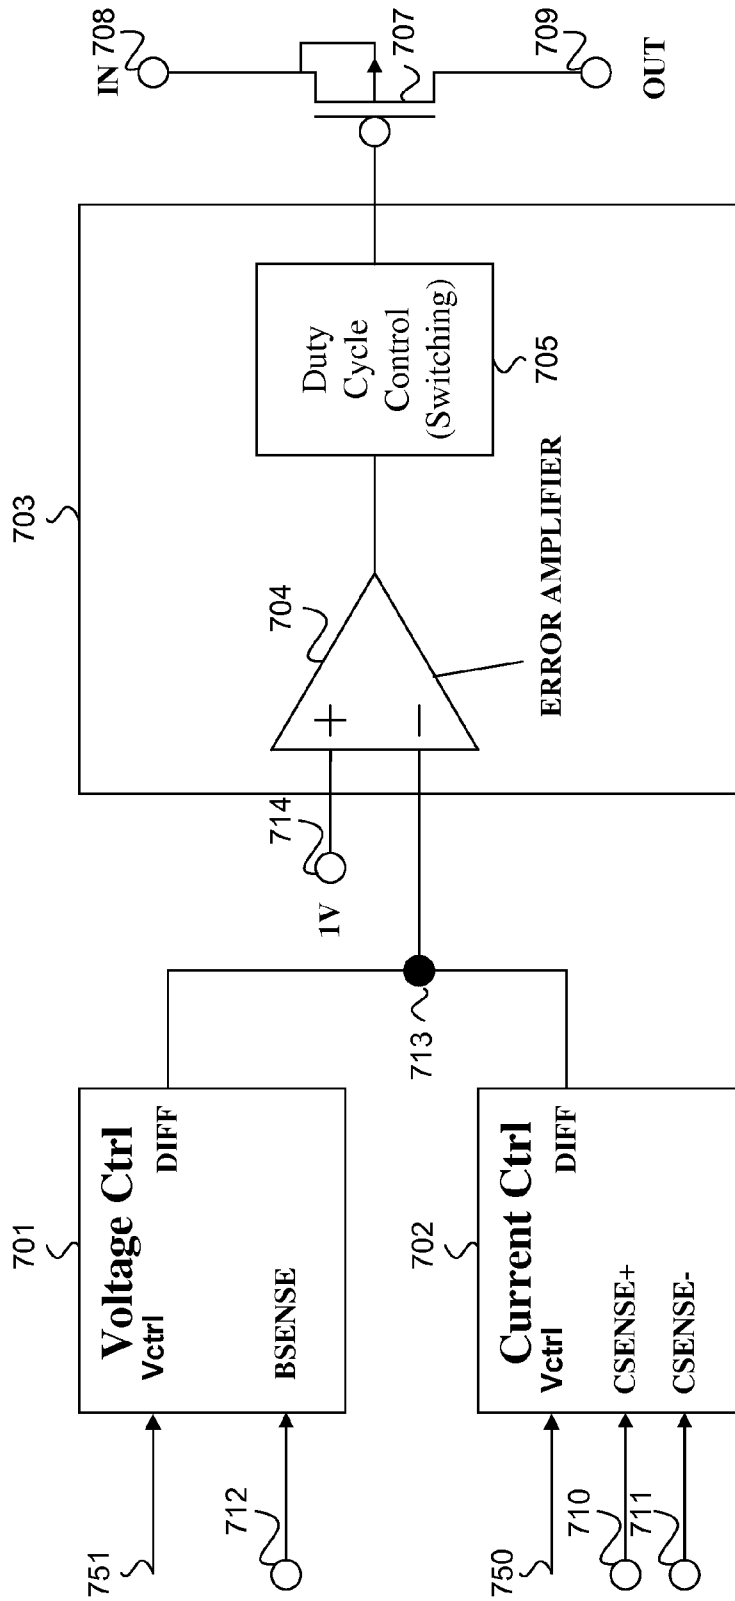 701
Voltage Ctrl
Vctrl
DIFF
BSENSE
751
712
702
Current Ctrl
Vctrl
DIFF
CSENSE+
CSENSE-
750
710
711
713
1V
714
703
704
+
−
ERROR AMPLIFIER
Duty
Cycle
Control
(Switching)
705
IN
708
707
709
OUT